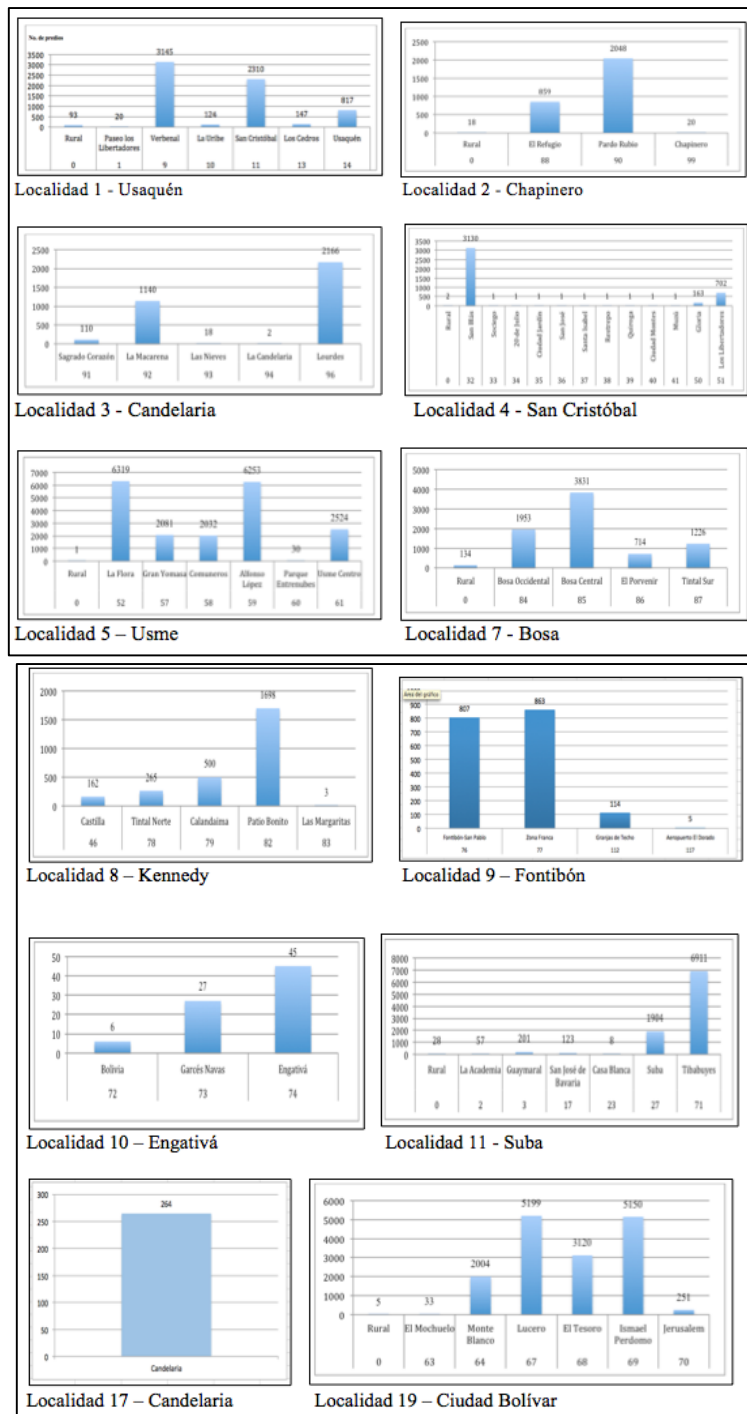 No. de predios
3500
3000
2500
2000
1500
1000
500
0
93
20
3145
124
2310
147
817
Rural
Paseo los Libertadores
Verbenal
La Uribe
San Cristóbal
Los Cedros
Usaquén
0
1
9
10
11
13
14
Localidad 1 - Usaquén
2500
2000
1500
1000
500
0
18
859
2048
20
Rural
El Refugio
Pardo Rubio
Chapinero
0
88
90
99
Localidad 2 - Chapinero
2500
2000
1500
1000
500
0
110
1140
18
2
2166
Sagrado Corazón
La Macarena
Las Nieves
La Candelaria
Lourdes
91
92
93
94
96
Localidad 3 - Candelaria
3500
3000
2500
2000
1500
1000
500
0
2
3130
1
1
1
1
1
1
1
1
1
163
702
Rural
San Blas
Sociego
20 de Julio
Ciudad Jardín
San José
Santa Isabel
Restrepo
Quiroga
Ciudad Montes
Muzú
Gloria
Los Libertadores
0
32
33
34
35
36
37
38
39
40
41
50
51
Localidad 4 - San Cristóbal
7000
6000
5000
4000
3000
2000
1000
0
1
6319
2081
2032
6253
30
2524
Rural
La Flora
Gran Yomasa
Comuneros
Alfonso López
Parque Entrenubes
Usme Centro
0
52
57
58
59
60
61
Localidad 5 – Usme
5000
4000
3000
2000
1000
0
134
1953
3831
714
1226
Rural
Bosa Occidental
Bosa Central
El Porvenir
Tintal Sur
0
84
85
86
87
Localidad 7 - Bosa
2000
1500
1000
500
0
162
265
500
1698
3
Castilla
Tintal Norte
Calandaima
Patio Bonito
Las Margaritas
46
78
79
82
83
Localidad 8 – Kennedy
Área del gráfico
900
800
700
600
500
400
300
200
100
0
807
863
114
5
Fontibón San Pablo
Zona Franca
Granjas de Techo
Aeropuerto El Dorado
76
77
112
117
Localidad 9 – Fontibón
50
40
30
20
10
0
6
27
45
Bolivia
Garcés Navas
Engativá
72
73
74
Localidad 10 – Engativá
8000
7000
6000
5000
4000
3000
2000
1000
0
28
57
201
123
8
1904
6911
Rural
La Academia
Guaymaral
San José de Bavaria
Casa Blanca
Suba
Tibabuyes
0
2
3
17
23
27
71
Localidad 11 - Suba
300
250
200
150
100
50
0
264
Candelaria
Localidad 17 – Candelaria
6000
5000
4000
3000
2000
1000
0
5
33
2004
5199
3120
5150
251
Rural
El Mochuelo
Monte Blanco
Lucero
El Tesoro
Ismael Perdomo
Jerusalem
0
63
64
67
68
69
70
Localidad 19 – Ciudad Bolívar